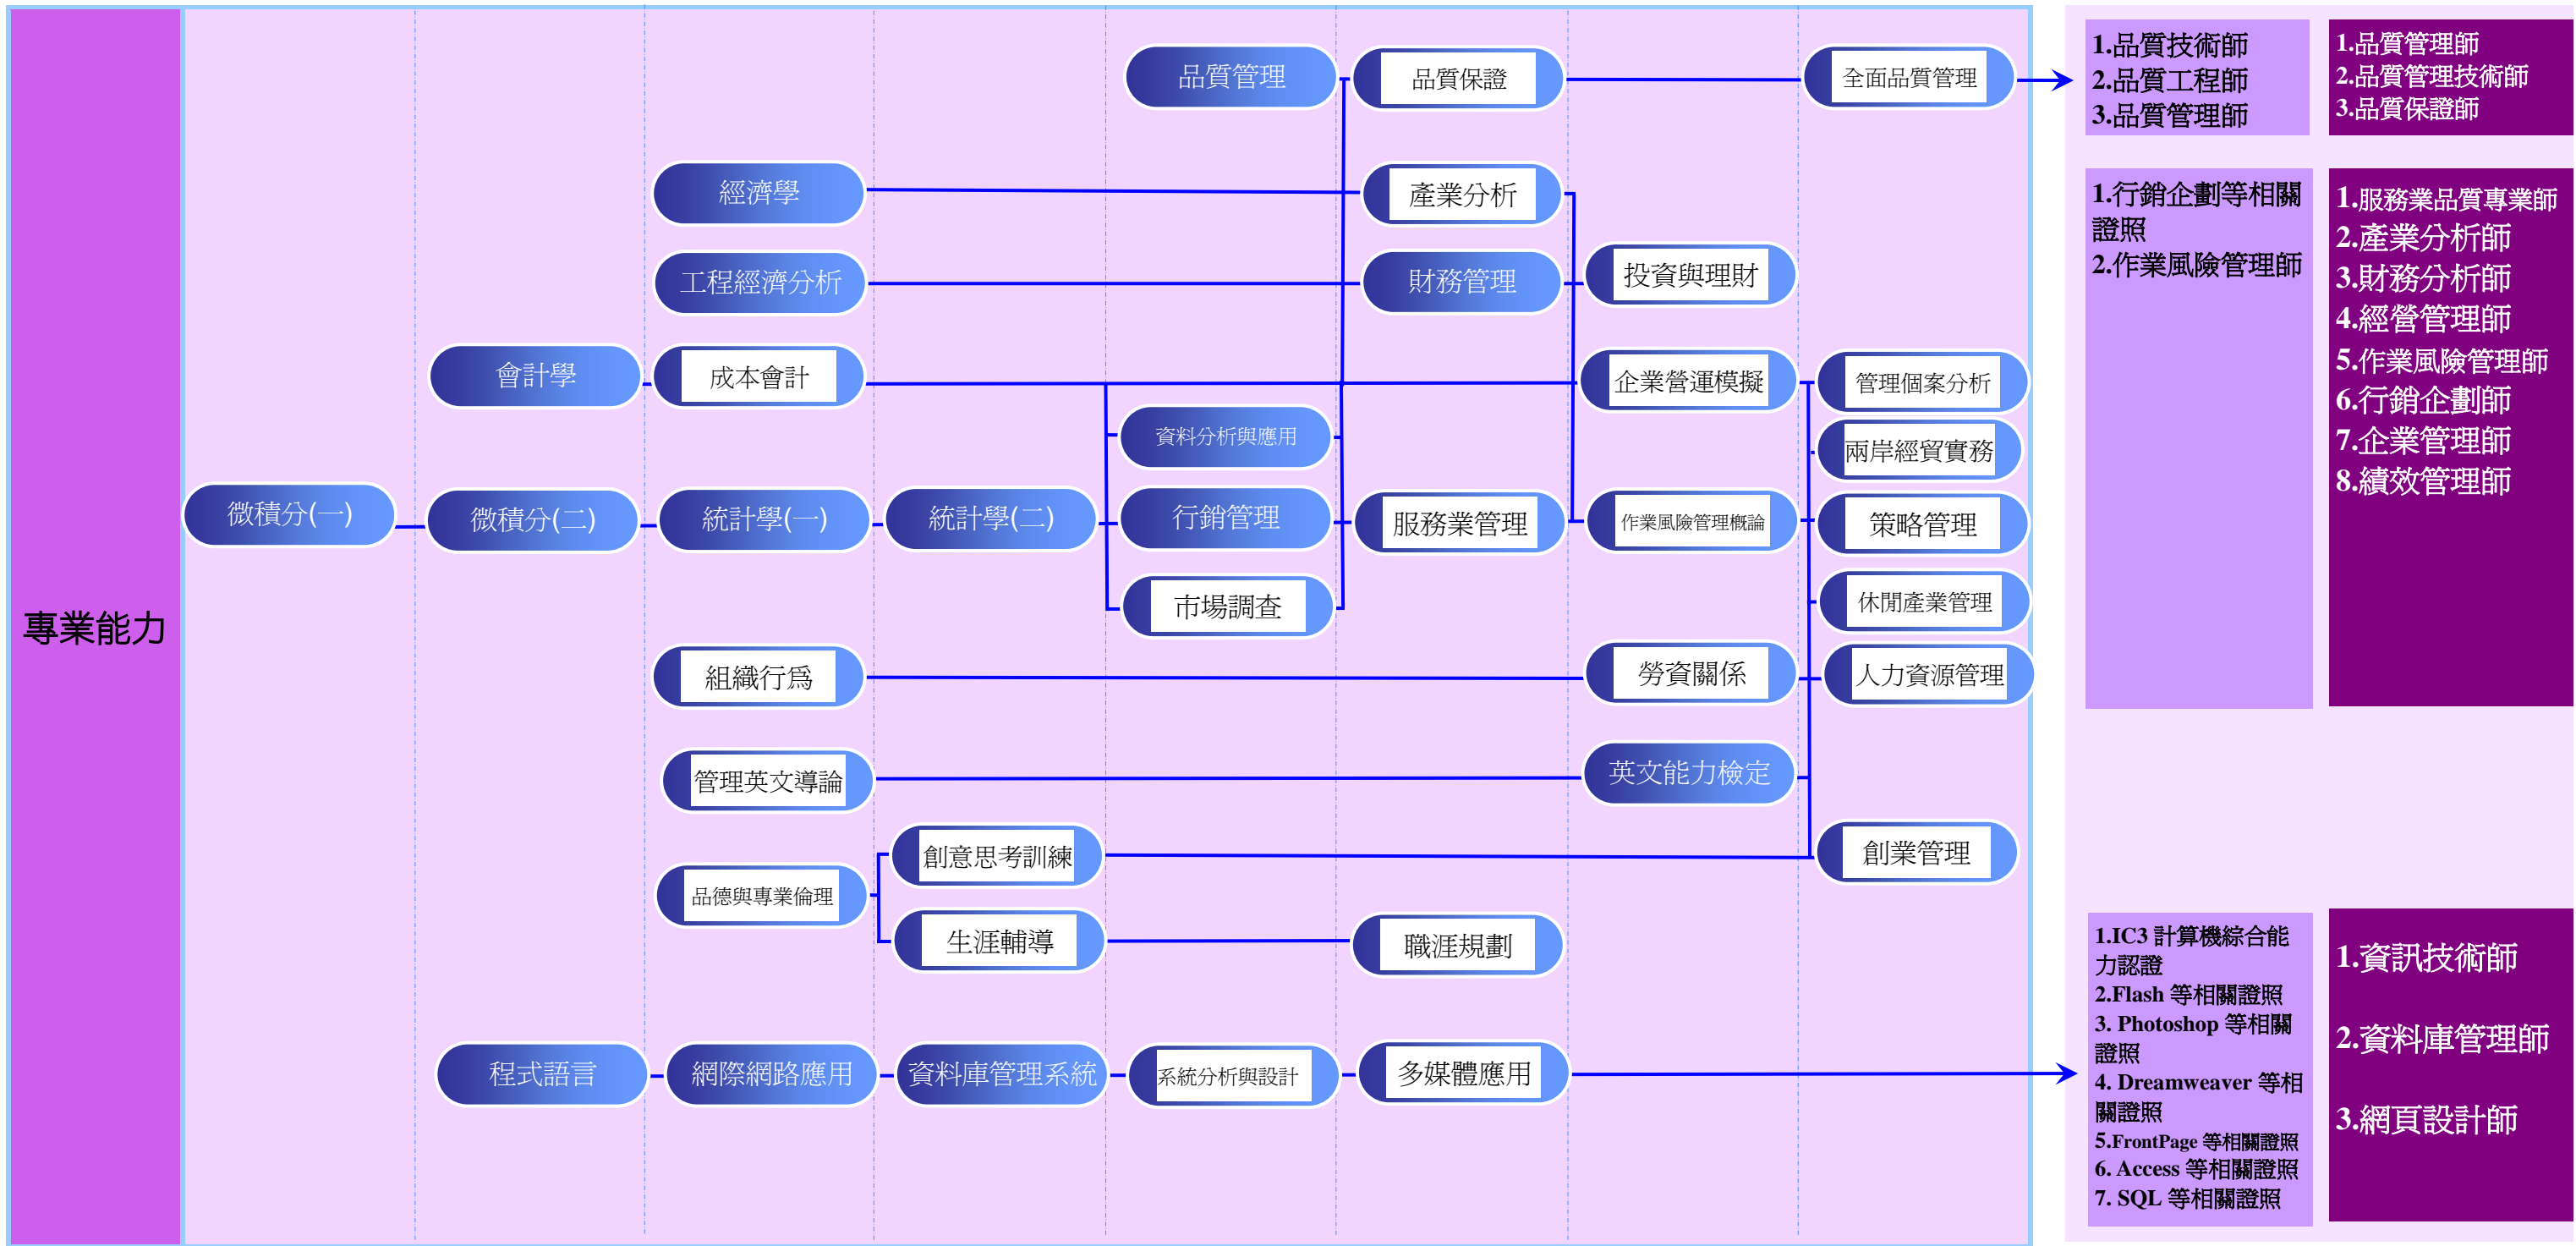 專業能力
品質管理
品質保證
全面品質管理
經濟學
產業分析
工程經濟分析
財務管理
投資與理財
會計學
成本會計
企業營運模擬
管理個案分析
資料分析與應用
兩岸經貿實務
微積分(一)
微積分(二)
統計學(一)
統計學(二)
行銷管理
服務業管理
作業風險管理概論
策略管理
市場調查
休閒產業管理
組織行為
勞資關係
人力資源管理
管理英文導論
英文能力檢定
創意思考訓練
創業管理
品德與專業倫理
生涯輔導
職涯規劃
程式語言
網際網路應用
資料庫管理系統
系統分析與設計
多媒體應用
1.品質技術師
2.品質工程師
3.品質管理師
1.品質管理師
2.品質管理技術師
3.品質保證師
1.行銷企劃等相關
證照
2.作業風險管理師
1.服務業品質專業師
2.產業分析師
3.財務分析師
4.經營管理師
5.作業風險管理師
6.行銷企劃師
7.企業管理師
8.績效管理師
1.IC3 計算機綜合能
力認證
2.Flash 等相關證照
3. Photoshop 等相關
證照
4. Dreamweaver 等相
關證照
5.FrontPage 等相關證照
6. Access 等相關證照
7. SQL 等相關證照
1.資訊技術師
2.資料庫管理師
3.網頁設計師